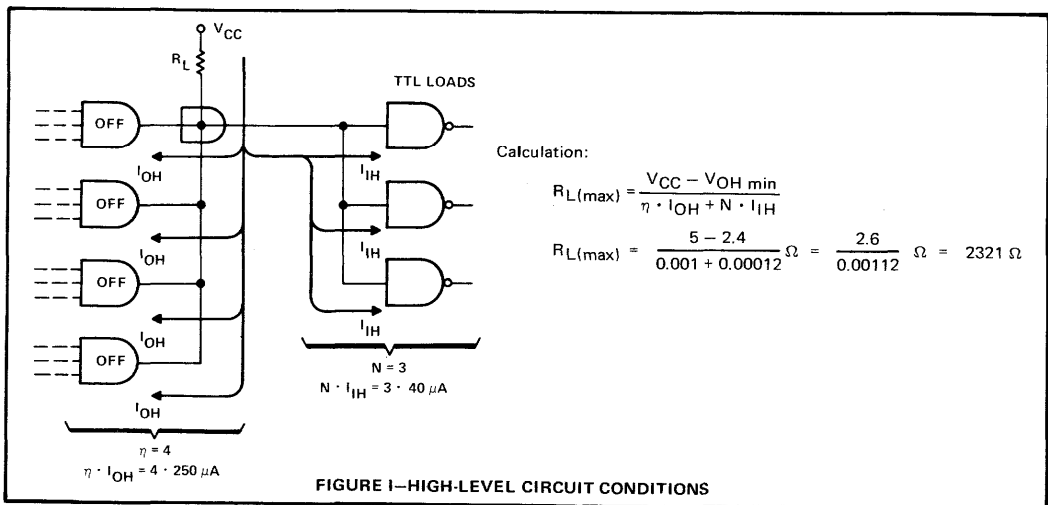 V_CC
R_L
TTL LOADS
OFF
I_OH
I_IH
OFF
I_OH
I_IH
OFF
I_OH
I_IH
OFF
I_OH
N = 3
N · I_IH = 3 · 40 μA
η = 4
η · I_OH = 4 · 250 μA
Calculation:
R_L(max) = (V_CC − V_OH min) / (η · I_OH + N · I_IH)
R_L(max) = (5 − 2.4) / (0.001 + 0.00012) Ω = 2.6 / 0.00112 Ω = 2321 Ω
FIGURE I—HIGH-LEVEL CIRCUIT CONDITIONS